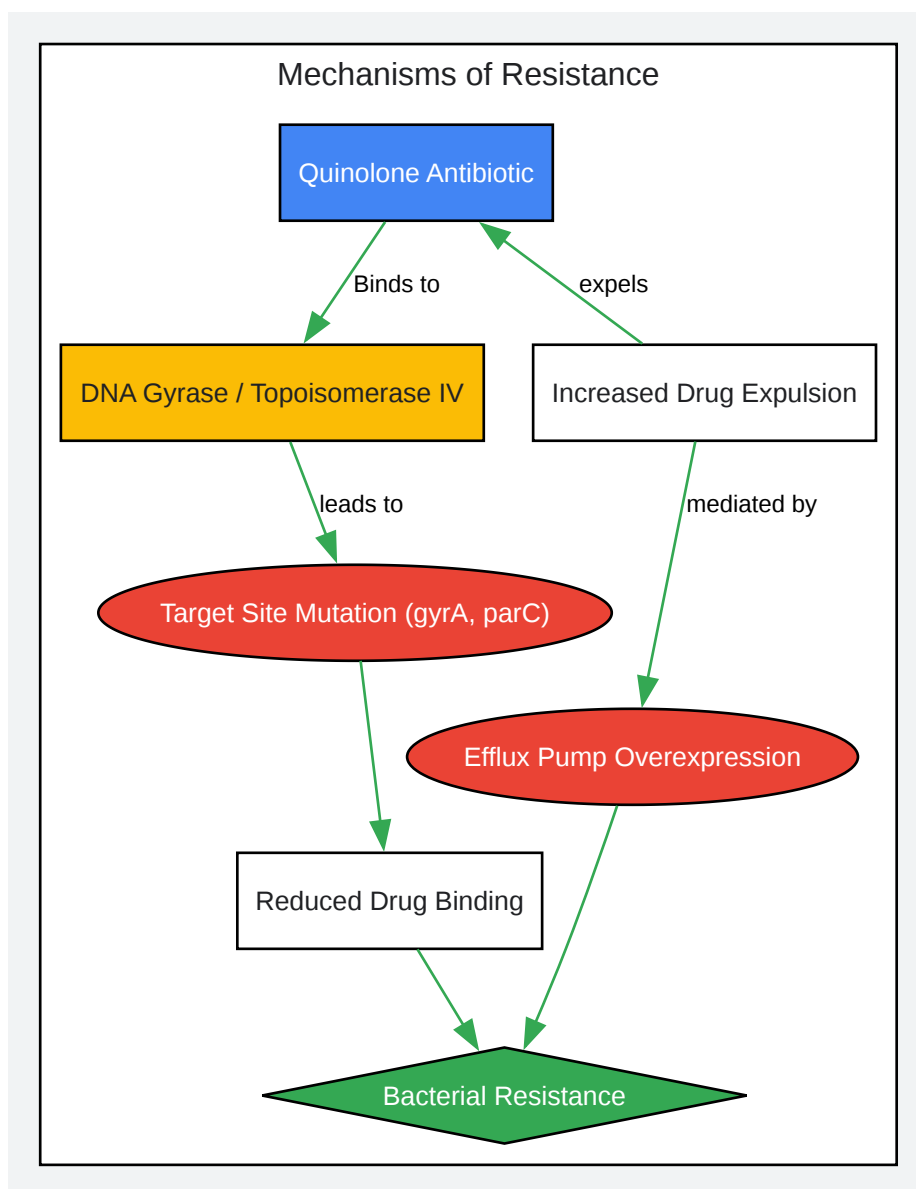 Mechanisms of Resistance
Quinolone Antibiotic
Binds to
expels
DNA Gyrase / Topoisomerase IV
Increased Drug Expulsion
leads to
mediated by
Target Site Mutation (gyrA, parC)
Efflux Pump Overexpression
Reduced Drug Binding
Bacterial Resistance